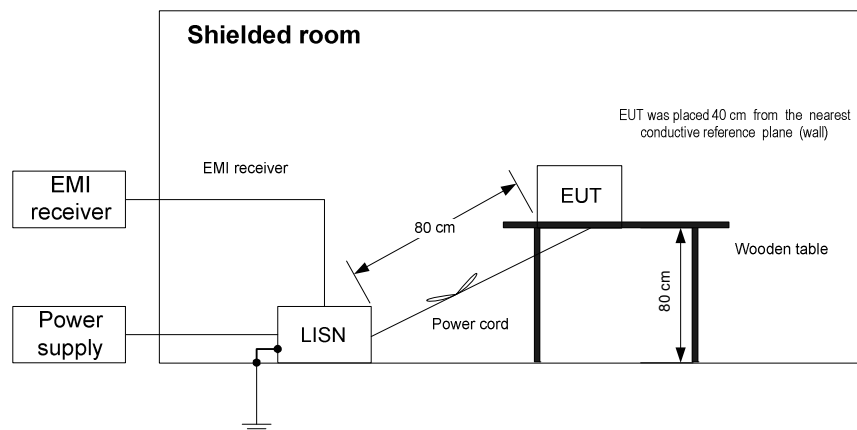 Shielded room
EUT was placed 40 cm from the nearest
conductive reference plane (wall)
EMI receiver
EMI
receiver
EUT
80 cm
Wooden table
80 cm
Power cord
LISN
Power
supply